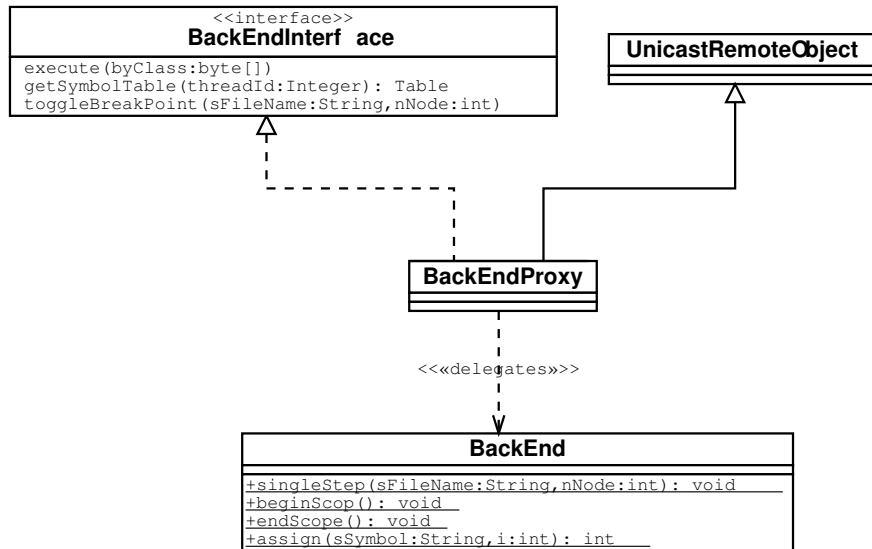 <<interface>>
BackEndInterf ace
execute(byClass:byte[])
getSymbolTable(threadId:Integer): Table
toggleBreakPoint(sFileName:String,nNode:int)
UnicastRemoteObject
BackEndProxy
<<«delegates»>>
BackEnd
+singleStep(sFileName:String,nNode:int): void
+beginScop(): void
+endScope(): void
+assign(sSymbol:String,i:int): int